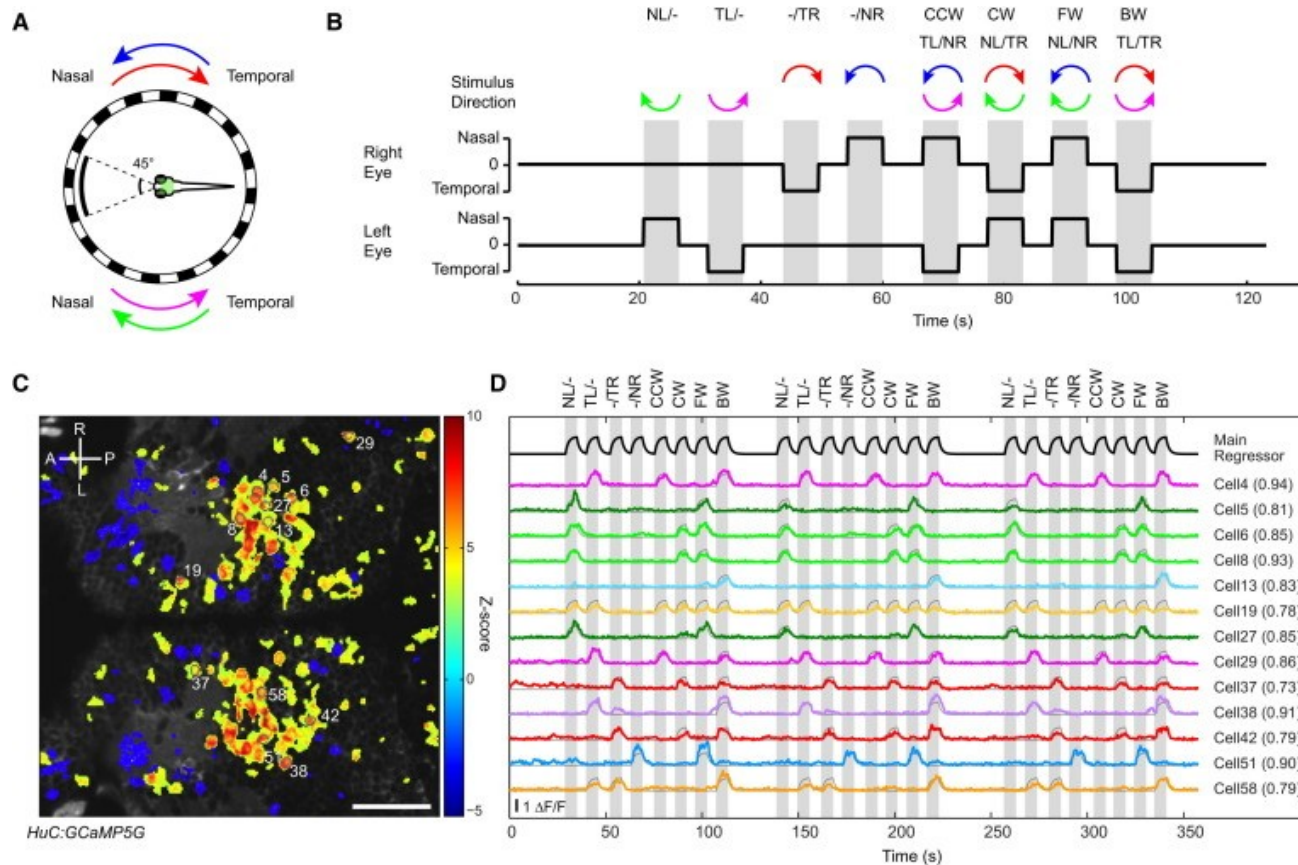 A
Nasal Temporal
45°
Nasal Temporal
B
NL/- TL/- -/TR -/NR CCW CW FW BW
TL/NR NL/TR NL/NR TL/TR
Stimulus
Direction
Right
Eye
Nasal
0
Temporal
Left
Eye
Nasal
0
Temporal
0 20 40 60 80 100 120
Time (s)
C
R
A P
L
29
4 5
6
27
8 13
19
37
58
42
51
38
10
5
0
-5
Z-score
HuC:GCaMP5G
D
NL/- TL/- -/TR -/NR CCW CW FW BW NL/- TL/- -/TR -/NR CCW CW FW BW NL/- TL/- -/TR -/NR CCW CW FW BW
Main
Regressor
Cell4 (0.94)
Cell5 (0.81)
Cell6 (0.85)
Cell8 (0.93)
Cell13 (0.83)
Cell19 (0.78)
Cell27 (0.85)
Cell29 (0.86)
Cell37 (0.73)
Cell38 (0.91)
Cell42 (0.79)
Cell51 (0.90)
Cell58 (0.79)
1 ΔF/F
0 50 100 150 200 250 300 350
Time (s)